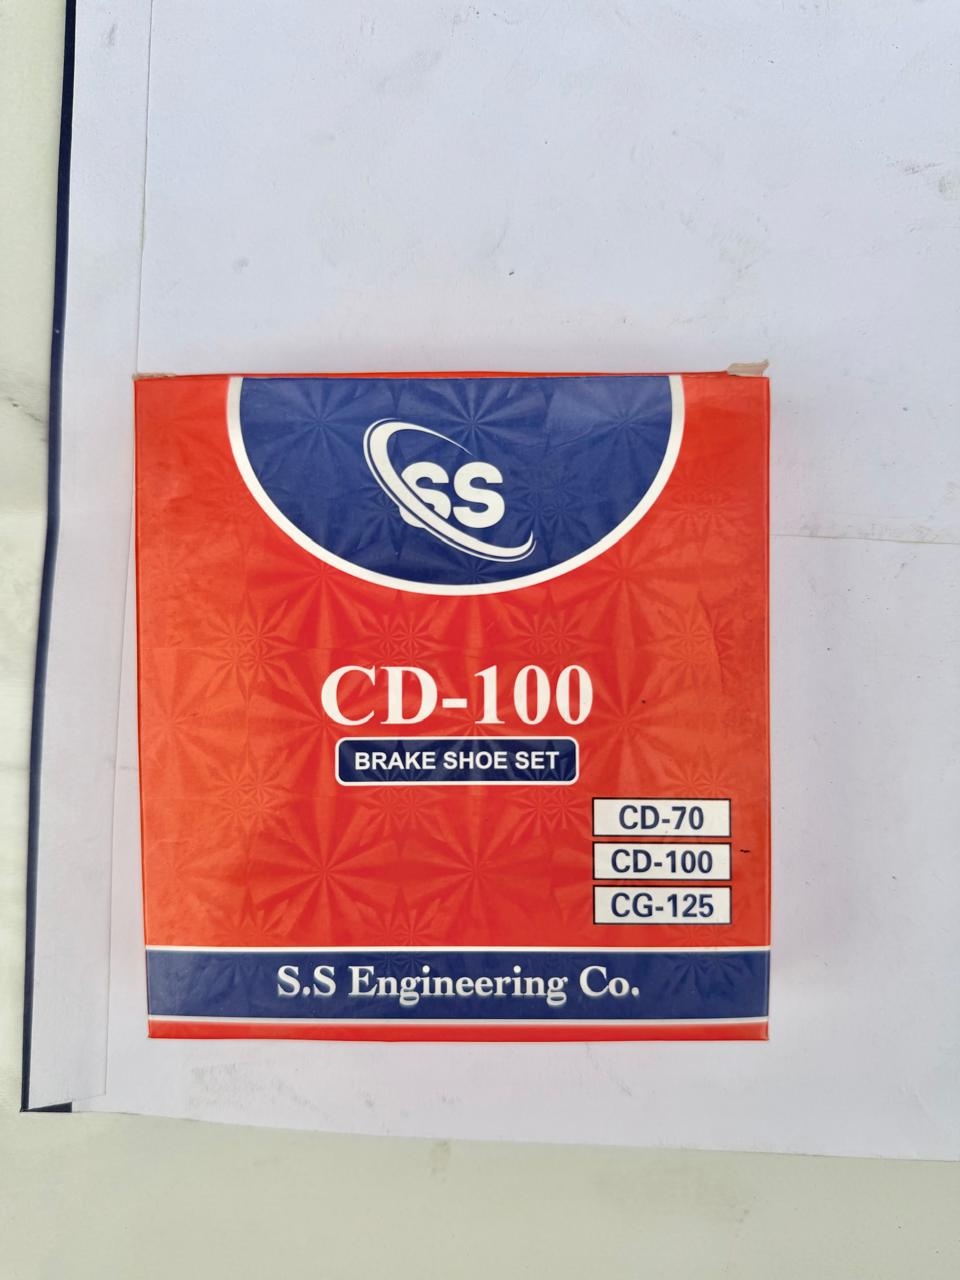 SS
CD-100
BRAKE SHOE SET
CD-70
CD-100
CG-125
S.S Engineering Co.